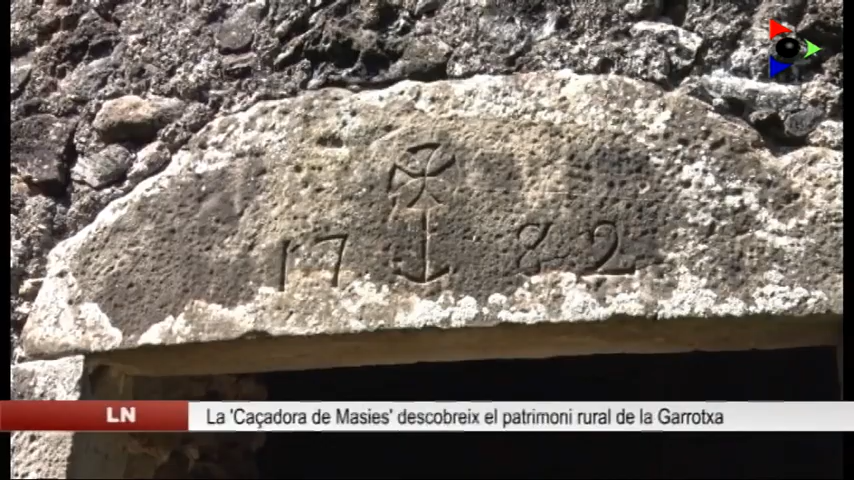 1782
LN
La 'Caçadora de Masies' descobreix el patrimoni rural de la Garrotxa